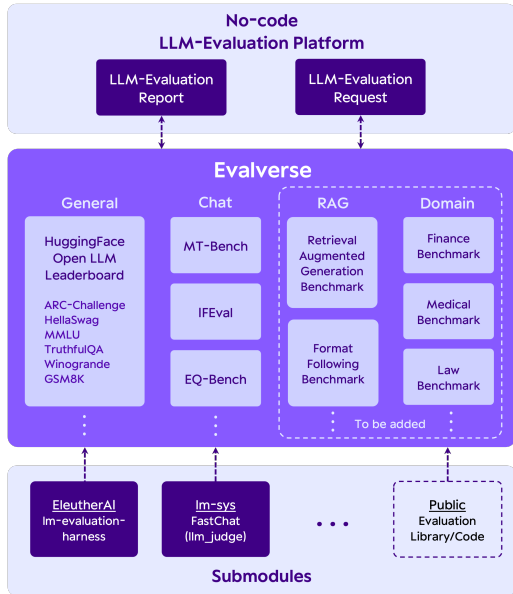 No-code
LLM-Evaluation Platform
LLM-Evaluation
Report
LLM-Evaluation
Request
Evalverse
General
Chat
RAG
Domain
HuggingFace
Open LLM
Leaderboard
ARC-Challenge
HellaSwag
MMLU
TruthfulQA
Winogrande
GSM8K
MT-Bench
IFEval
EQ-Bench
Retrieval
Augmented
Generation
Benchmark
Format
Following
Benchmark
Finance
Benchmark
Medical
Benchmark
Law
Benchmark
To be added
EleutherAI
lm-evaluation-
harness
lm-sys
FastChat
(llm_judge)
Public
Evaluation
Library/Code
Submodules